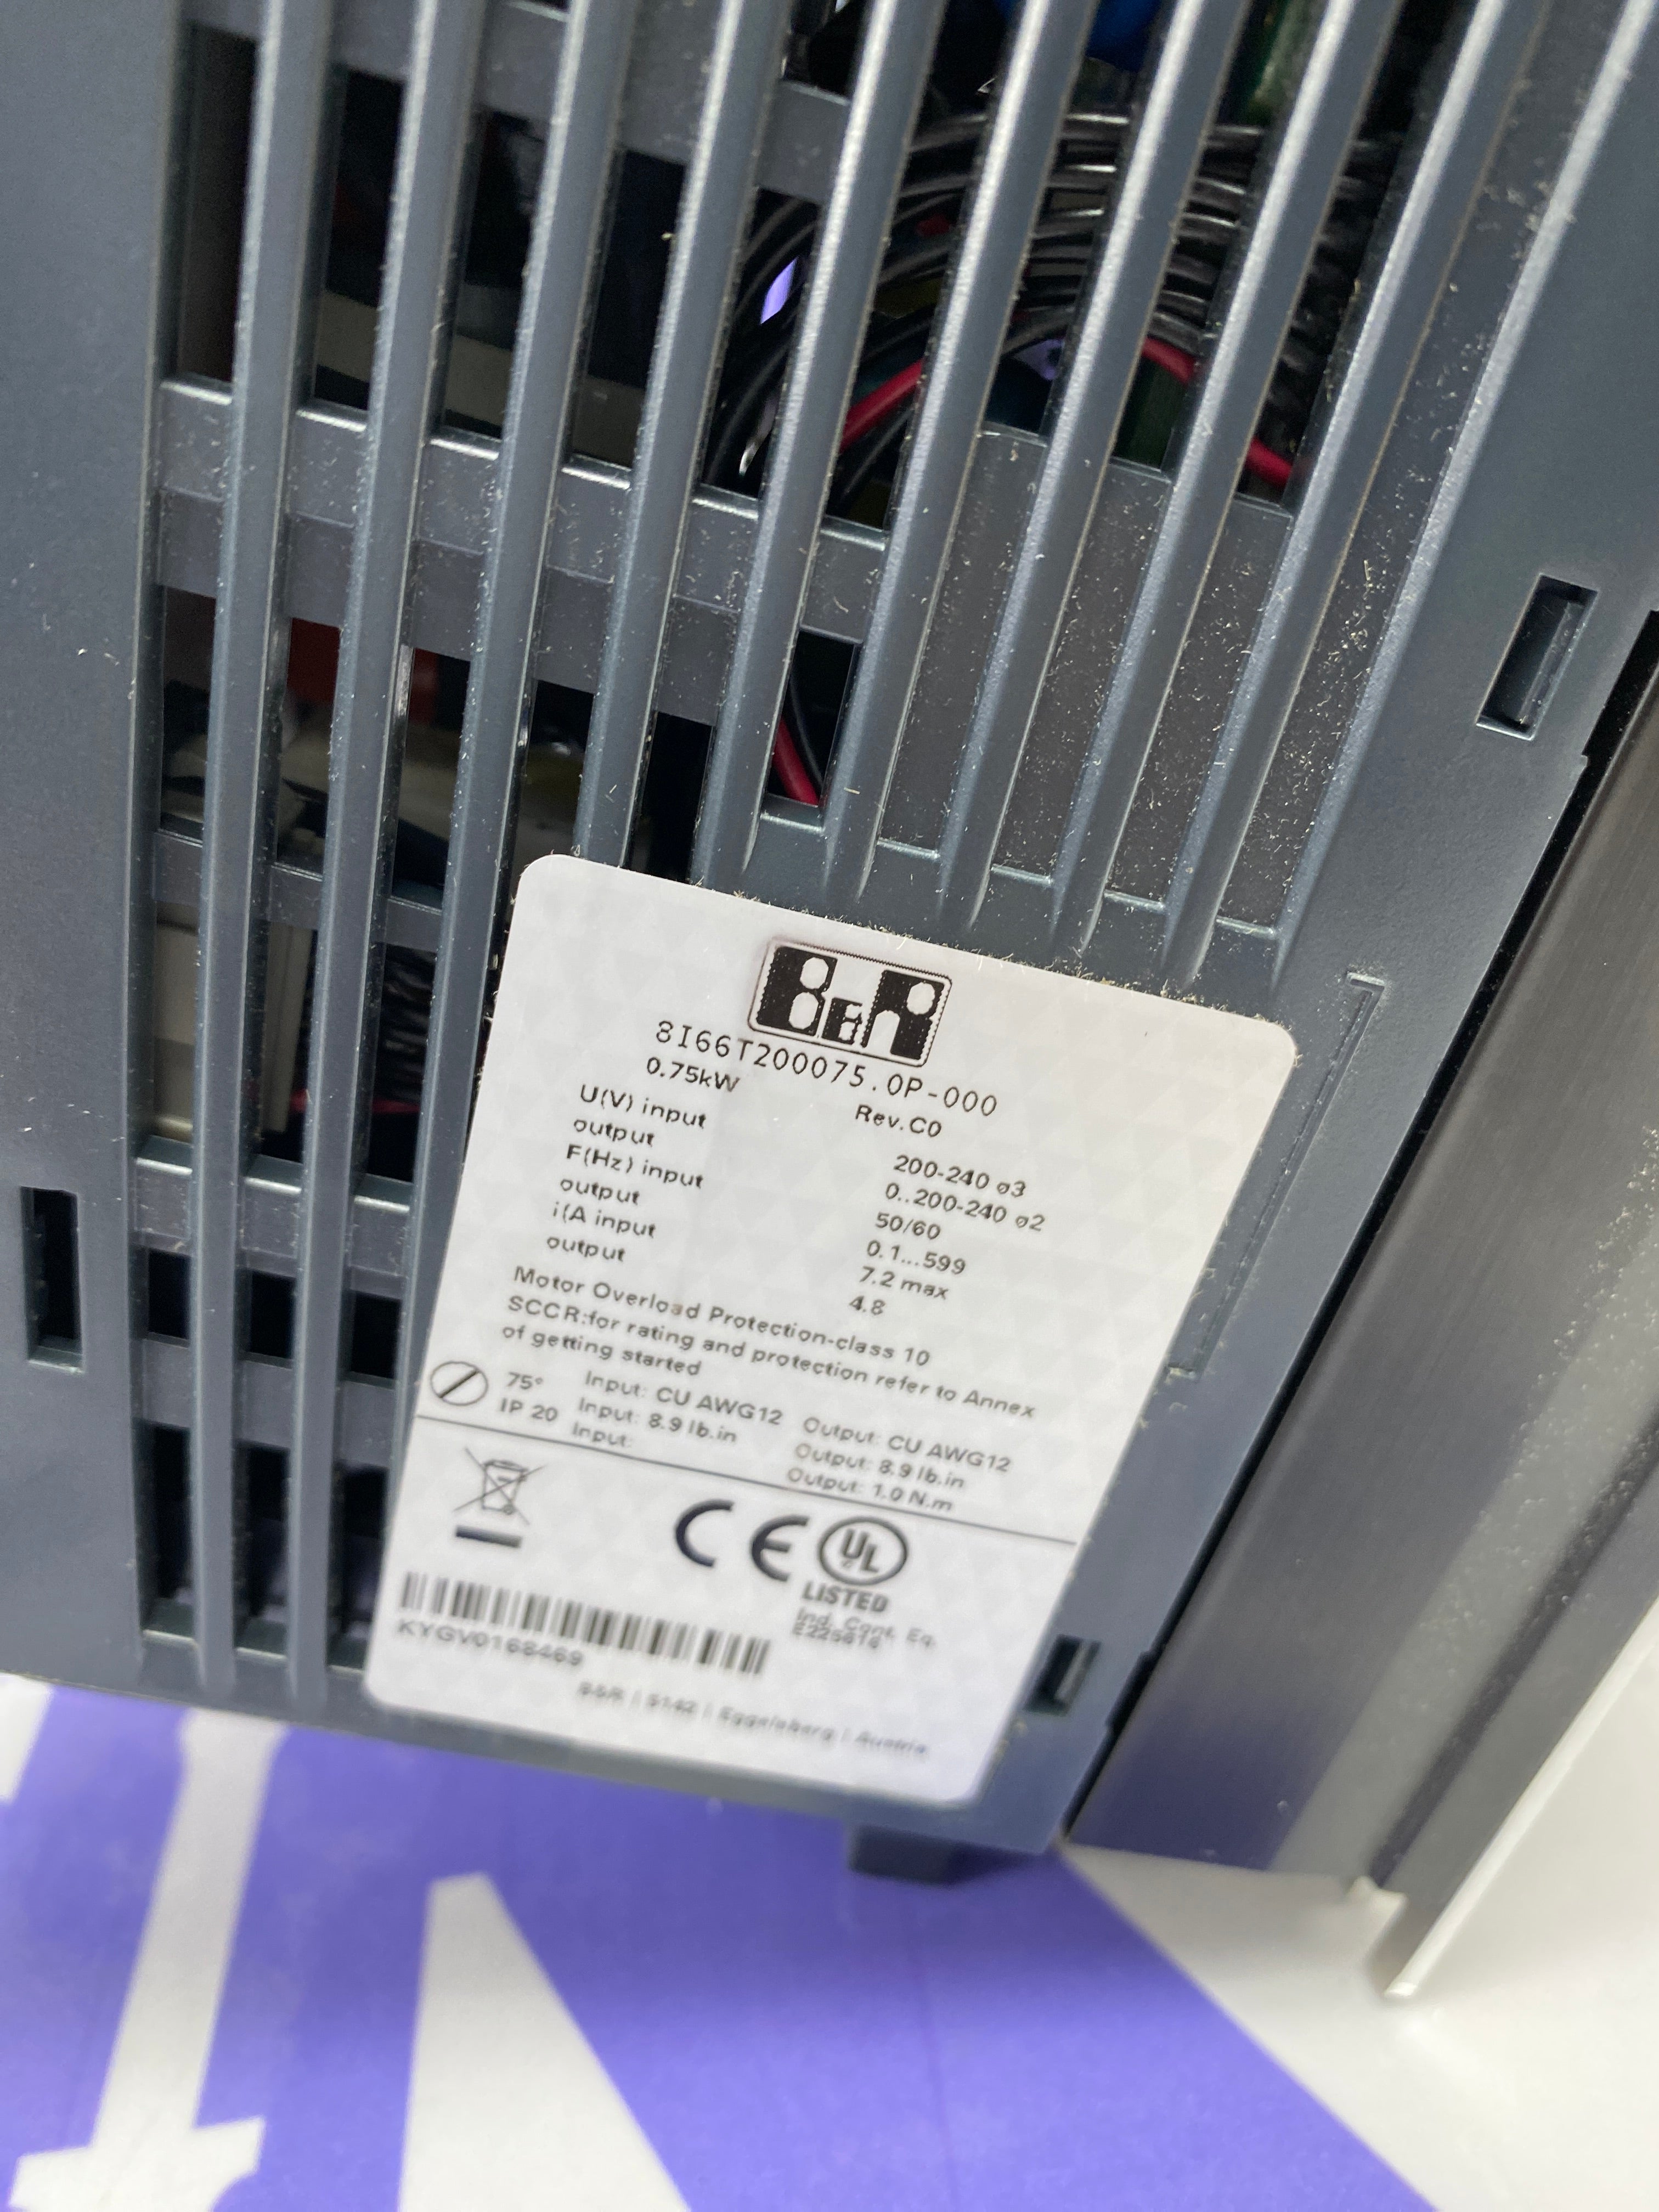 B&R
8I66T200075.0P-000
0.75kW Rev.C0
U(V) input 200-240 ø3
output 0..200-240 ø2
F(Hz) input 50/60
output 0.1...599
i(A input 7.2 max
output 4.8
Motor Overload Protection-class 10
SCCR:for rating and protection refer to Annex
of getting started
75° Input: CU AWG12 Output: CU AWG12
IP 20 Input: 8.9 lb.in Output: 8.9 lb.in
Input: Output: 1.0 N.m
CE UL
LISTED
Ind. Cont. Eq.
E225616
KYGV0168469
B&R | 5142 | Eggelsberg | Austria